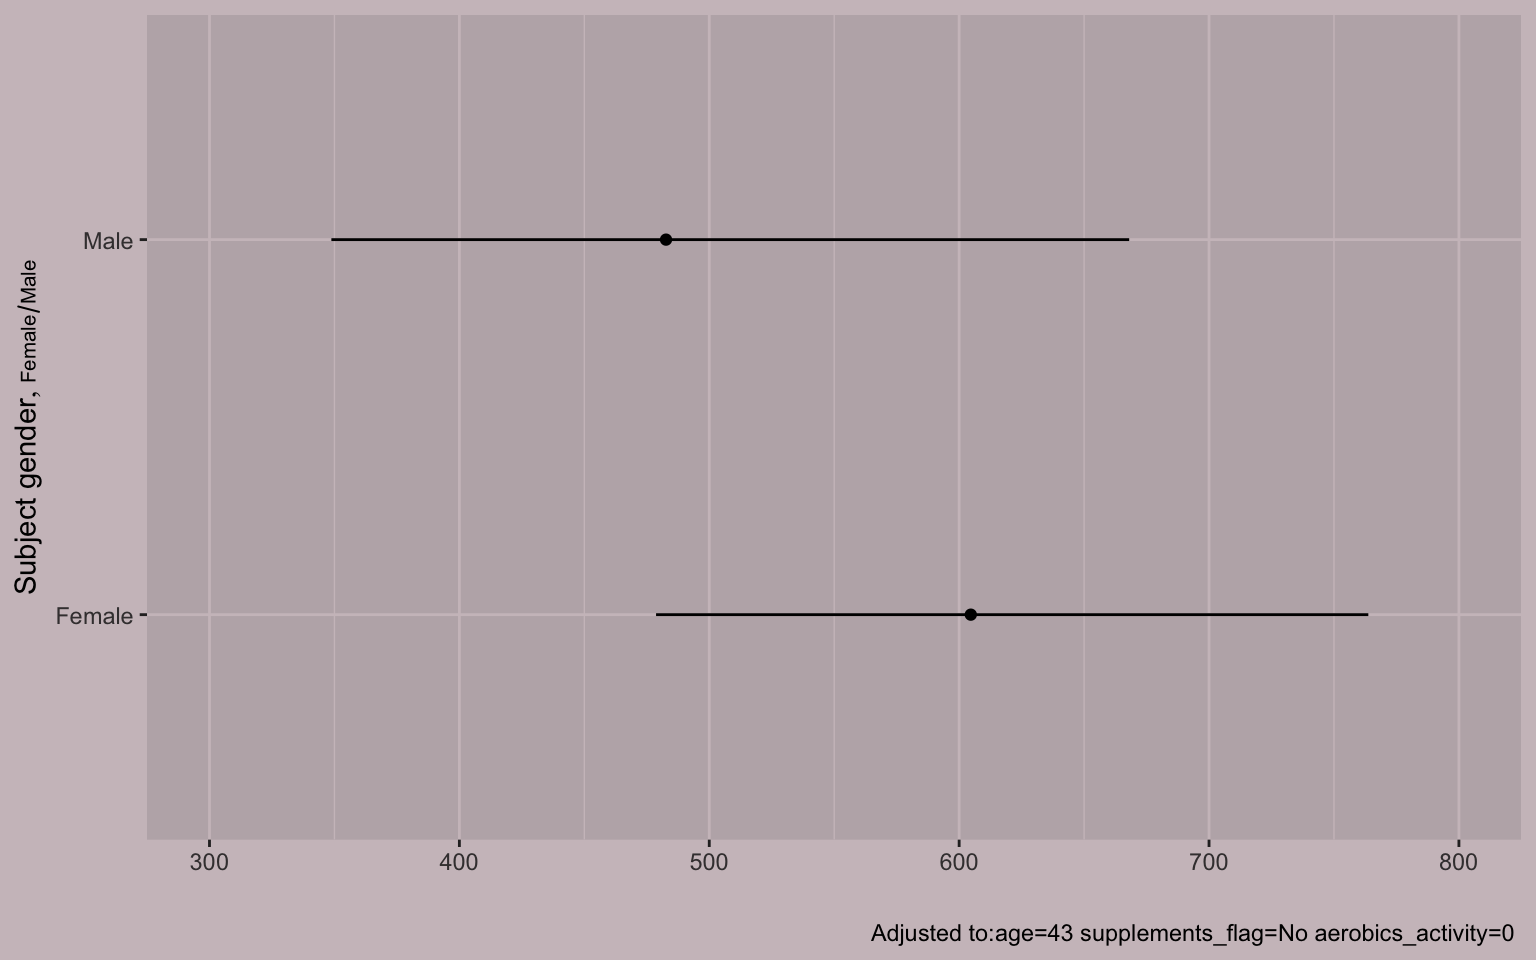 Male
Female
Subject gender, Female/Male
300 400 500 600 700 800
Adjusted to:age=43 supplements_flag=No aerobics_activity=0